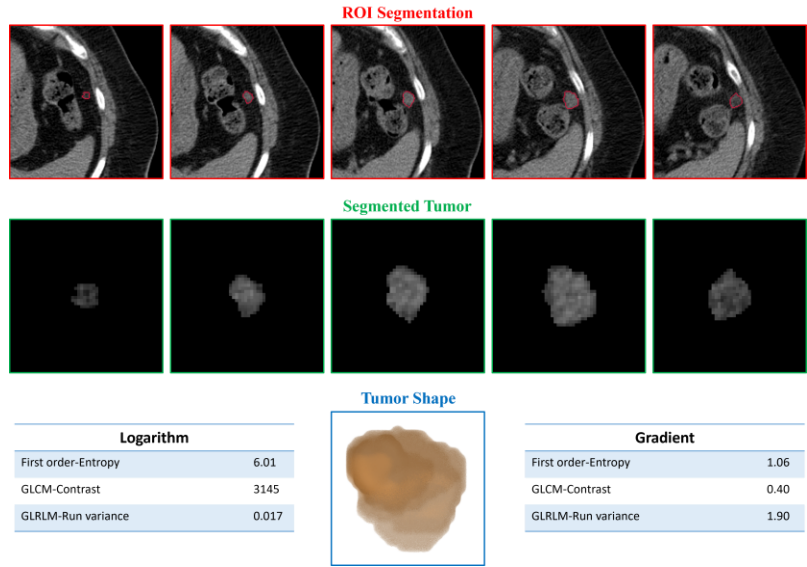 ROI Segmentation
Segmented Tumor
Tumor Shape
Logarithm
First order-Entropy 6.01
GLCM-Contrast 3145
GLRLM-Run variance 0.017
Gradient
First order-Entropy 1.06
GLCM-Contrast 0.40
GLRLM-Run variance 1.90